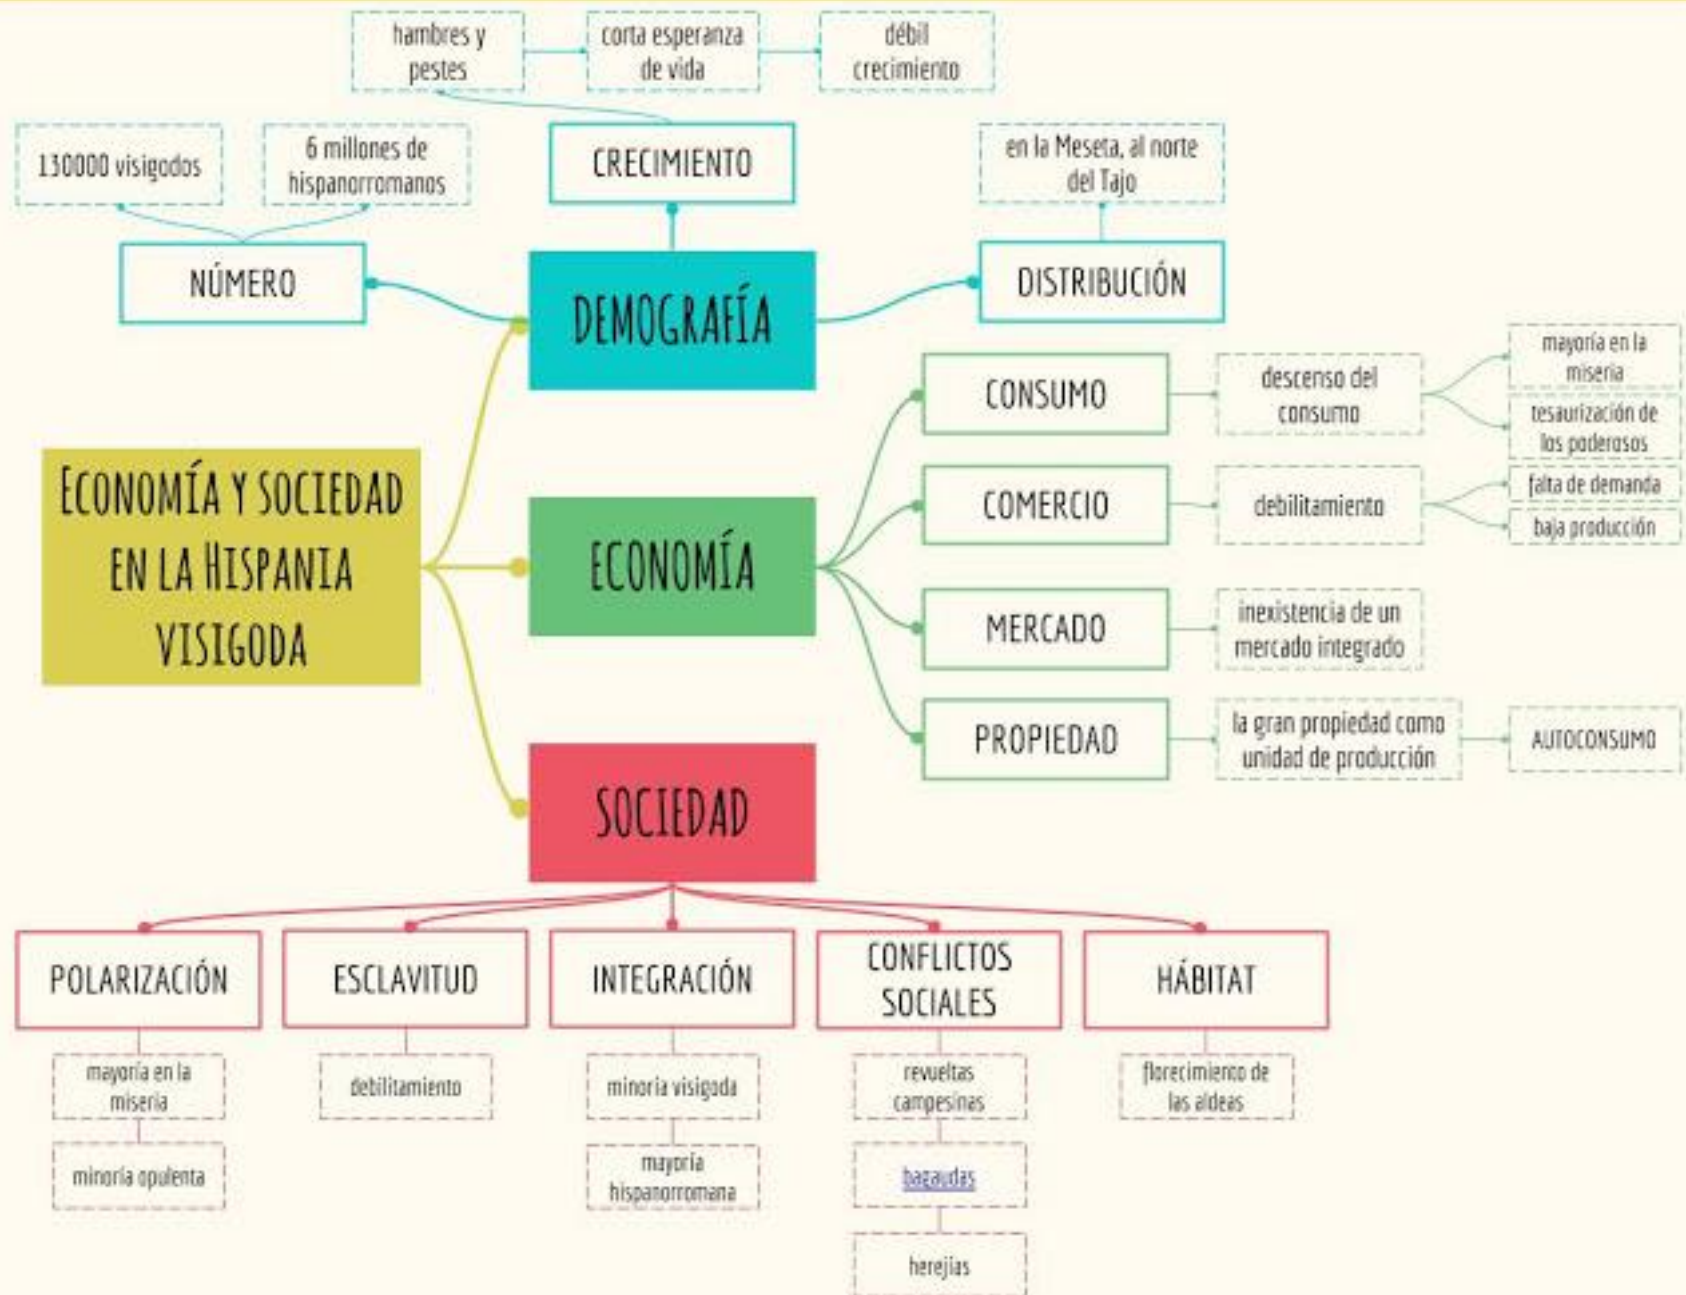 hambres y
pestes
corta esperanza
de vida
débil
crecimiento
130000 visigodos
6 millones de
hispanorromanos
CRECIMIENTO
en la Meseta, al norte
del Tajo
NÚMERO
DEMOGRAFÍA
DISTRIBUCIÓN
ECONOMÍA Y SOCIEDAD
EN LA HISPANIA
VISIGODA
ECONOMÍA
CONSUMO
descenso del
consumo
mayoría en la
miseria
tesaurización de
los poderosos
COMERCIO
debilitamiento
falta de demanda
baja producción
MERCADO
inexistencia de un
mercado integrado
PROPIEDAD
la gran propiedad como
unidad de producción
AUTOCONSUMO
SOCIEDAD
POLARIZACIÓN
mayoría en la
miseria
minoría opulenta
ESCLAVITUD
debilitamiento
INTEGRACIÓN
minoría visigoda
mayoría
hispanorromana
CONFLICTOS
SOCIALES
revueltas
campesinas
bagaudas
herejías
HÁBITAT
florecimiento de
las aldeas